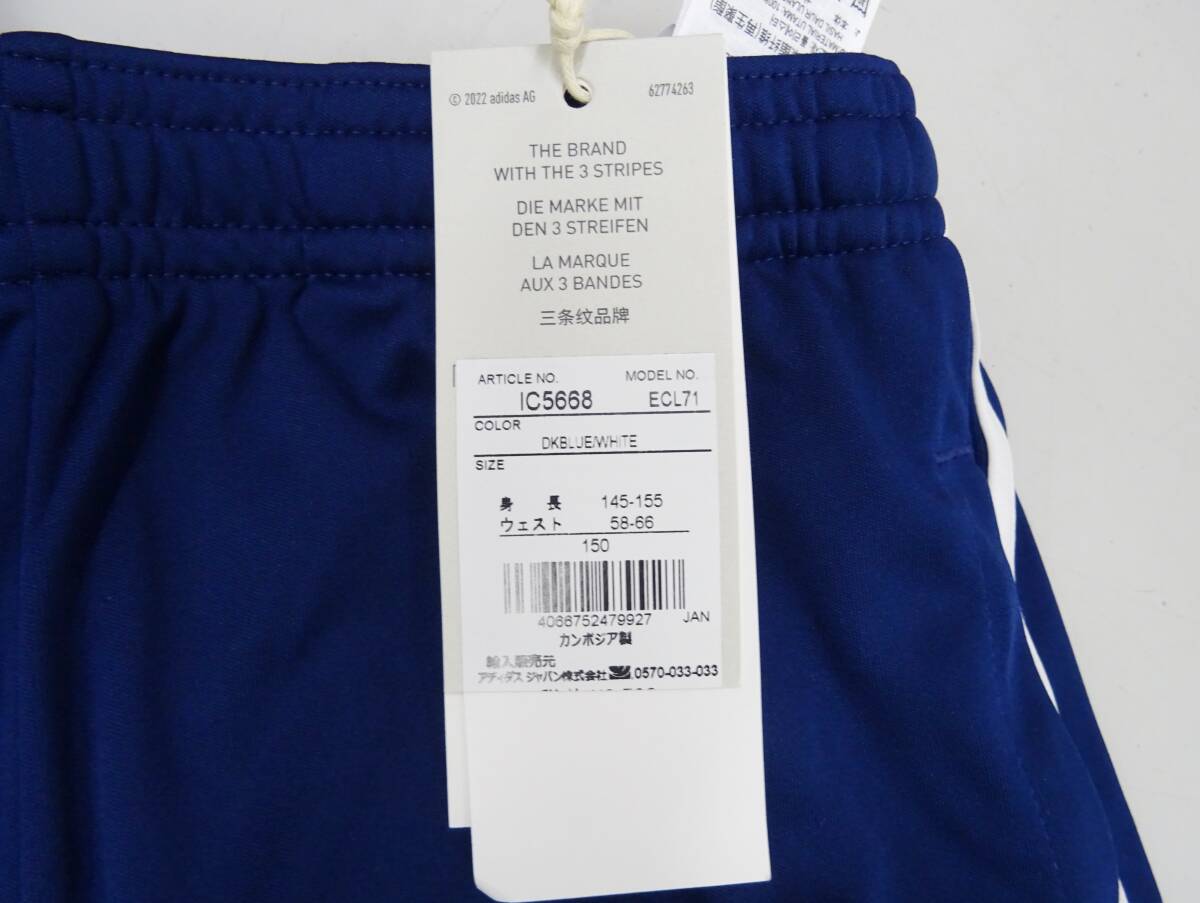 © 2022 adidas AG
62774263
THE BRAND
WITH THE 3 STRIPES
DIE MARKE MIT
DEN 3 STREIFEN
LA MARQUE
AUX 3 BANDES
三条纹品牌
ARTICLE NO. MODEL NO.
IC5668 ECL71
COLOR
DKBLUE/WHITE
SIZE
身 長 145-155
ウェスト 58-66
150
4066752479927 JAN
カンボジア製
輸入販売元
アディダス ジャパン株式会社 0570-033-033